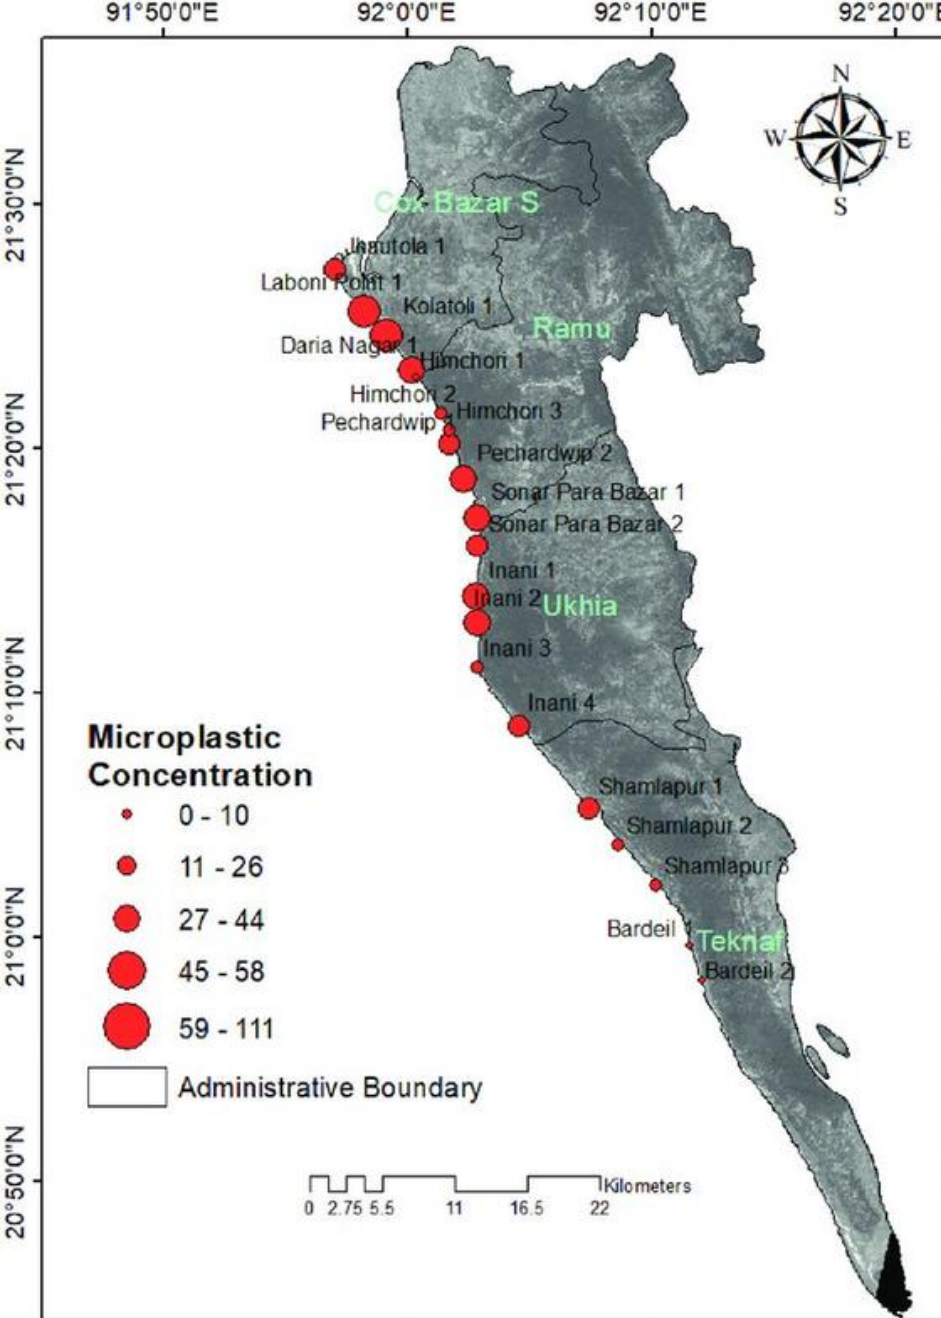 91°50'0"E 92°0'0"E 92°10'0"E 92°20'0"E
N
W E
S
21°30'0"N
21°20'0"N
21°10'0"N
21°0'0"N
20°50'0"N
Cox Bazar S
Laboni Point 1
Kolatoli 1
Ramu
Daria Nagar 1
Himchori 1
Himchori 2
Himchori 3
Pechardwip 1
Pechardwip 2
Sonar Para Bazar 1
Sonar Para Bazar 2
Inani 1
Inani 2
Ukhia
Inani 3
Inani 4
Shamlapur 1
Shamlapur 2
Shamlapur 3
Bardeil 1
Teknaf
Bardeil 2
Microplastic
Concentration
0 - 10
11 - 26
27 - 44
45 - 58
59 - 111
Administrative Boundary
Kilometers
0 2.75 5.5 11 16.5 22